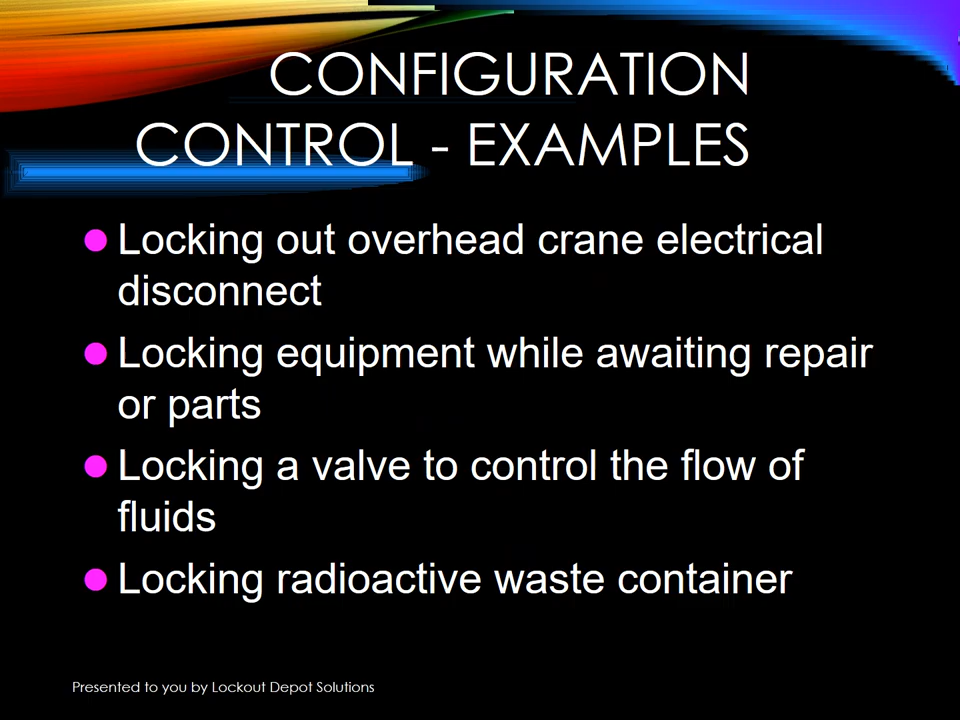 CONFIGURATION
CONTROL - EXAMPLES
Locking out overhead crane electrical
disconnect
Locking equipment while awaiting repair
or parts
Locking a valve to control the flow of
fluids
Locking radioactive waste container
Presented to you by Lockout Depot Solutions